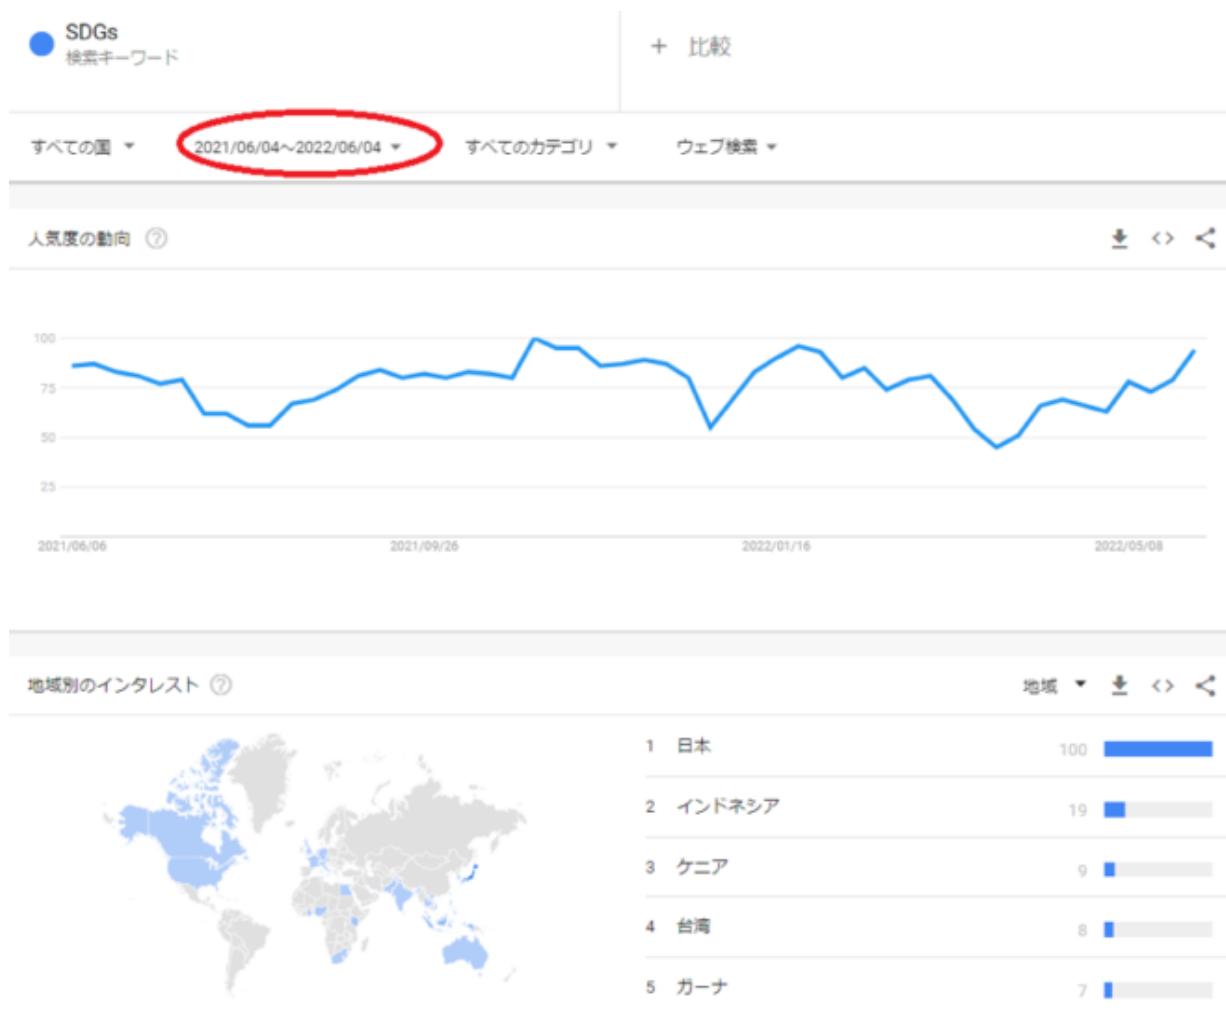 SDGs
検索キーワード
+ 比較
すべての国
2021/06/04～2022/06/04
すべてのカテゴリ
ウェブ検索
人気度の動向
100
75
50
25
2021/06/06
2021/09/26
2022/01/16
2022/05/08
地域別のインタレスト
地域
1 日本 100
2 インドネシア 19
3 ケニア 9
4 台湾 8
5 ガーナ 7